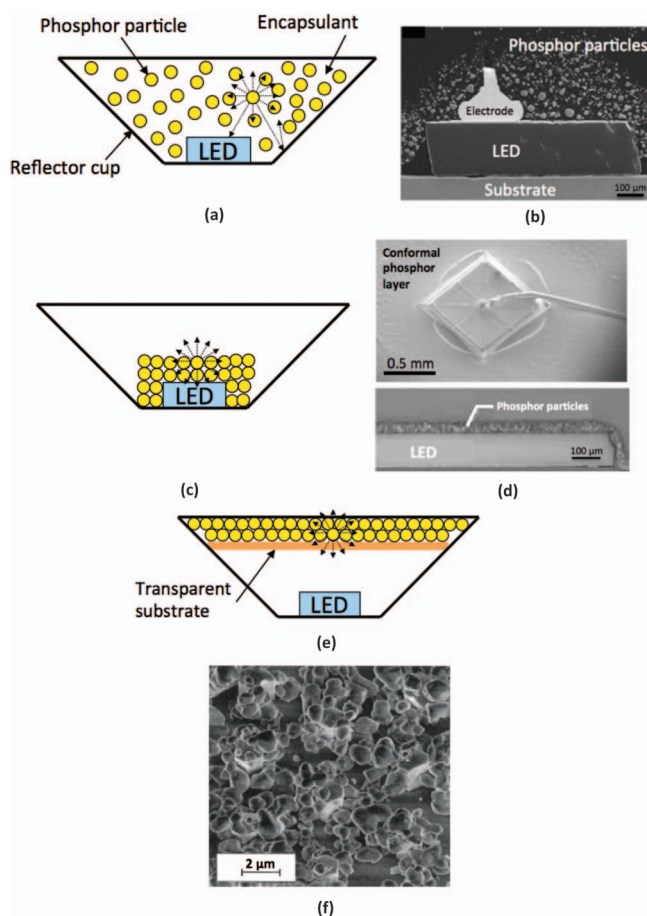 Phosphor particle
Encapsulant
Reflector cup
LED
(a)
Phosphor particles
Electrode
LED
Substrate
100 μm
(b)
LED
(c)
Conformal
phosphor
layer
0.5 mm
Phosphor particles
LED
100 μm
(d)
Transparent
substrate
LED
(e)
2 μm
(f)